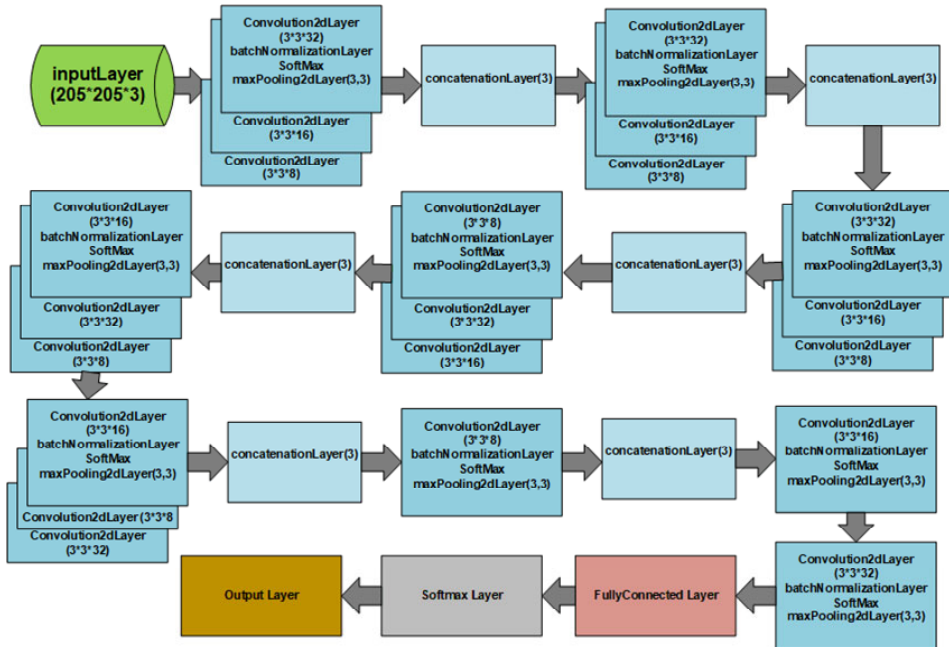 inputLayer
(205*205*3)
Convolution2dLayer
(3*3*32)
batchNormalizationLayer
SoftMax
maxPooling2dLayer(3,3)
Convolution2dLayer
(3*3*16)
Convolution2dLayer
(3*3*8)
concatenationLayer(3)
Convolution2dLayer
(3*3*32)
batchNormalizationLayer
SoftMax
maxPooling2dLayer(3,3)
Convolution2dLayer
(3*3*16)
Convolution2dLayer
(3*3*8)
concatenationLayer(3)
Convolution2dLayer
(3*3*32)
batchNormalizationLayer
SoftMax
maxPooling2dLayer(3,3)
Convolution2dLayer
(3*3*16)
Convolution2dLayer
(3*3*8)
concatenationLayer(3)
Convolution2dLayer
(3*3*8)
batchNormalizationLayer
SoftMax
maxPooling2dLayer(3,3)
Convolution2dLayer
(3*3*32)
Convolution2dLayer
(3*3*16)
concatenationLayer(3)
Convolution2dLayer
(3*3*16)
batchNormalizationLayer
SoftMax
maxPooling2dLayer(3,3)
Convolution2dLayer
(3*3*32)
Convolution2dLayer
(3*3*8)
Convolution2dLayer
(3*3*16)
batchNormalizationLayer
SoftMax
maxPooling2dLayer(3,3)
Convolution2dLayer (3*3*8
Convolution2dLayer
(3*3*32)
concatenationLayer(3)
Convolution2dLayer
(3*3*8)
batchNormalizationLayer
SoftMax
maxPooling2dLayer(3,3)
concatenationLayer(3)
Convolution2dLayer
(3*3*16)
batchNormalizationLayer
SoftMax
maxPooling2dLayer(3,3)
Convolution2dLayer
(3*3*32)
batchNormalizationLayer
SoftMax
maxPooling2dLayer(3,3)
FullyConnected Layer
Softmax Layer
Output Layer